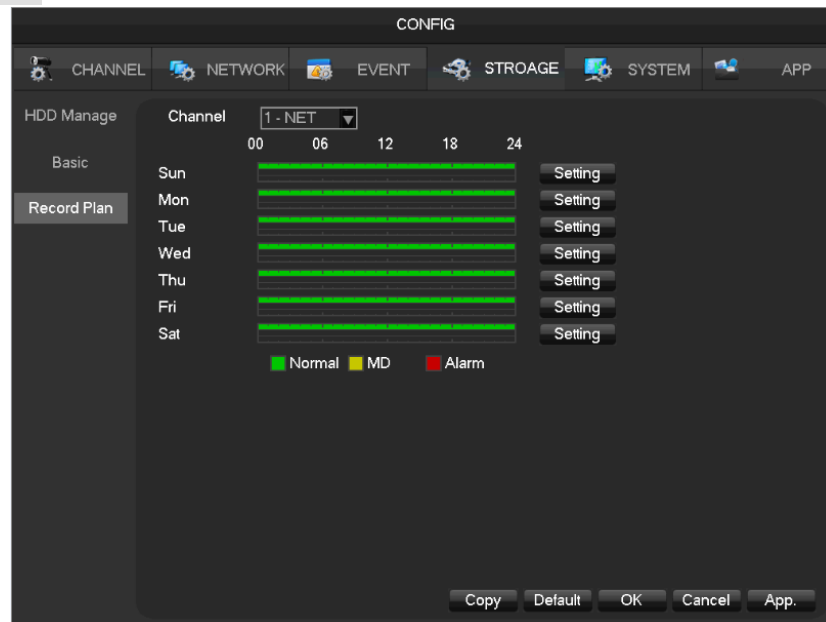 CONFIG
CHANNEL NETWORK EVENT STROAGE SYSTEM APP
HDD Manage
Basic
Record Plan
Channel 1 - NET
00 06 12 18 24
Sun Setting
Mon Setting
Tue Setting
Wed Setting
Thu Setting
Fri Setting
Sat Setting
Normal MD Alarm
Copy Default OK Cancel App.